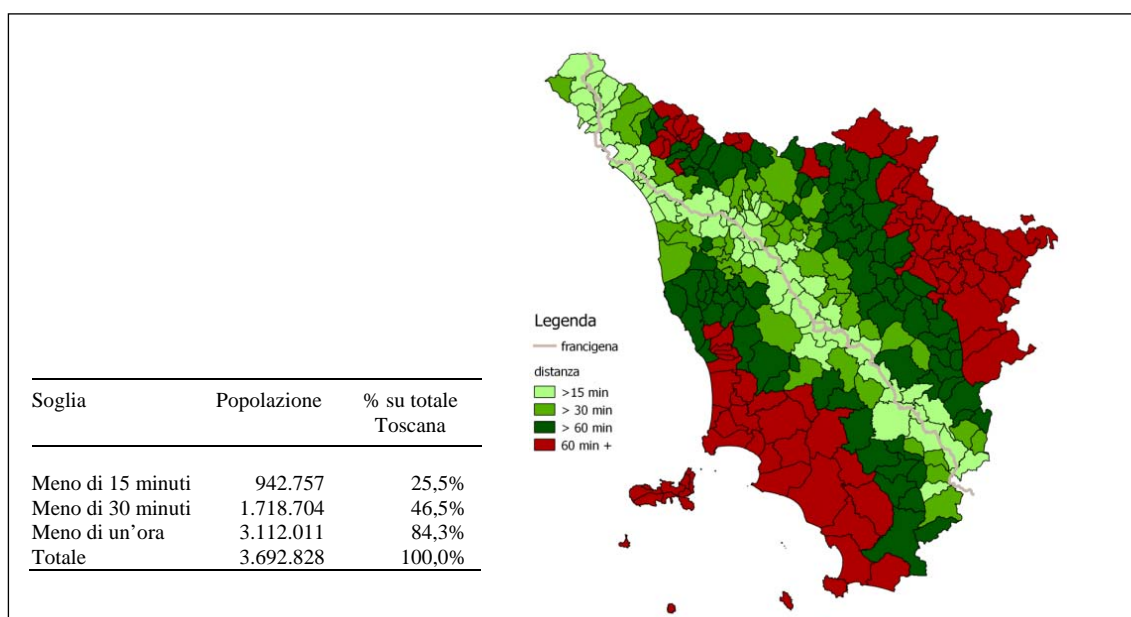 Soglia Popolazione % su totale
Toscana
Meno di 15 minuti 942.757 25,5%
Meno di 30 minuti 1.718.704 46,5%
Meno di un'ora 3.112.011 84,3%
Totale 3.692.828 100,0%
Legenda
francigena
distanza
>15 min
> 30 min
> 60 min
60 min +